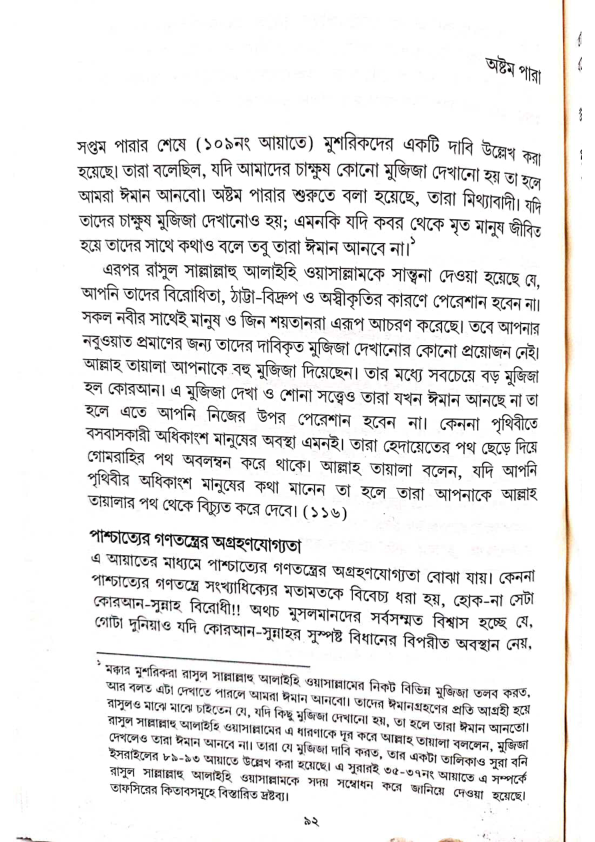 অষ্টম পারা
সপ্তম পারার শেষে (১০৯নং আয়াতে) মুশরিকদের একটি দাবি উল্লেখ করা
হয়েছে। তারা বলেছিল, যদি আমাদের চাক্ষুষ কোনো মুজিজা দেখানো হয় তা হলে
আমরা ঈমান আনবো। অষ্টম পারার শুরুতে বলা হয়েছে, তারা মিথ্যাবাদী। যদি
তাদের চাক্ষুষ মুজিজা দেখানোও হয়; এমনকি যদি কবর থেকে মৃত মানুষ জীবিত
হয়ে তাদের সাথে কথাও বলে তবু তারা ঈমান আনবে না।১
এরপর রাসুল সাল্লাল্লাহু আলাইহি ওয়াসাল্লামকে সান্ত্বনা দেওয়া হয়েছে যে,
আপনি তাদের বিরোধিতা, ঠাট্টা-বিদ্রুপ ও অস্বীকৃতির কারণে পেরেশান হবেন না।
সকল নবীর সাথেই মানুষ ও জিন শয়তানরা এরূপ আচরণ করেছে। তবে আপনার
নবুওয়াত প্রমাণের জন্য তাদের দাবিকৃত মুজিজা দেখানোর কোনো প্রয়োজন নেই।
আল্লাহ তায়ালা আপনাকে বহু মুজিজা দিয়েছেন। তার মধ্যে সবচেয়ে বড় মুজিজা
হল কোরআন। এ মুজিজা দেখা ও শোনা সত্ত্বেও তারা যখন ঈমান আনছে না তা
হলে এতে আপনি নিজের উপর পেরেশান হবেন না। কেননা পৃথিবীতে
বসবাসকারী অধিকাংশ মানুষের অবস্থা এমনই। তারা হেদায়েতের পথ ছেড়ে দিয়ে
গোমরাহির পথ অবলম্বন করে থাকে। আল্লাহ তায়ালা বলেন, যদি আপনি
পৃথিবীর অধিকাংশ মানুষের কথা মানেন তা হলে তারা আপনাকে আল্লাহ
তায়ালার পথ থেকে বিচ্যুত করে দেবে। (১১৬)
পাশ্চাত্যের গণতন্ত্রের অগ্রহণযোগ্যতা
এ আয়াতের মাধ্যমে পাশ্চাত্যের গণতন্ত্রের অগ্রহণযোগ্যতা বোঝা যায়। কেননা
পাশ্চাত্যের গণতন্ত্রে সংখ্যাধিক্যের মতামতকে বিবেচ্য ধরা হয়, হোক-না সেটা
কোরআন-সুন্নাহ বিরোধী!! অথচ মুসলমানদের সর্বসম্মত বিশ্বাস হচ্ছে যে,
গোটা দুনিয়াও যদি কোরআন-সুন্নাহর সুস্পষ্ট বিধানের বিপরীত অবস্থান নেয়,
১ মক্কার মুশরিকরা রাসুল সাল্লাল্লাহু আলাইহি ওয়াসাল্লামের নিকট বিভিন্ন মুজিজা তলব করত,
আর বলত এটা দেখাতে পারলে আমরা ঈমান আনবো। তাদের ঈমানগ্রহণের প্রতি আগ্রহী হয়ে
রাসুলও মাঝে মাঝে চাইতেন যে, যদি কিছু মুজিজা দেখানো হয়, তা হলে তারা ঈমান আনতো।
রাসুল সাল্লাল্লাহু আলাইহি ওয়াসাল্লামের এ ধারণাকে দূর করে আল্লাহ তায়ালা বললেন, মুজিজা
দেখলেও তারা ঈমান আনবে না। তারা যে মুজিজা দাবি করত, তার একটা তালিকাও সুরা বনি
ইসরাইলের ৮৯-৯৩ আয়াতে উল্লেখ করা হয়েছে। এ সুরারই ৩৫-৩৭নং আয়াতে এ সম্পর্কে
রাসুল সাল্লাল্লাহু আলাইহি ওয়াসাল্লামকে সদয় সম্বোধন করে জানিয়ে দেওয়া হয়েছে।
তাফসিরের কিতাবসমূহে বিস্তারিত দ্রষ্টব্য।
৯২